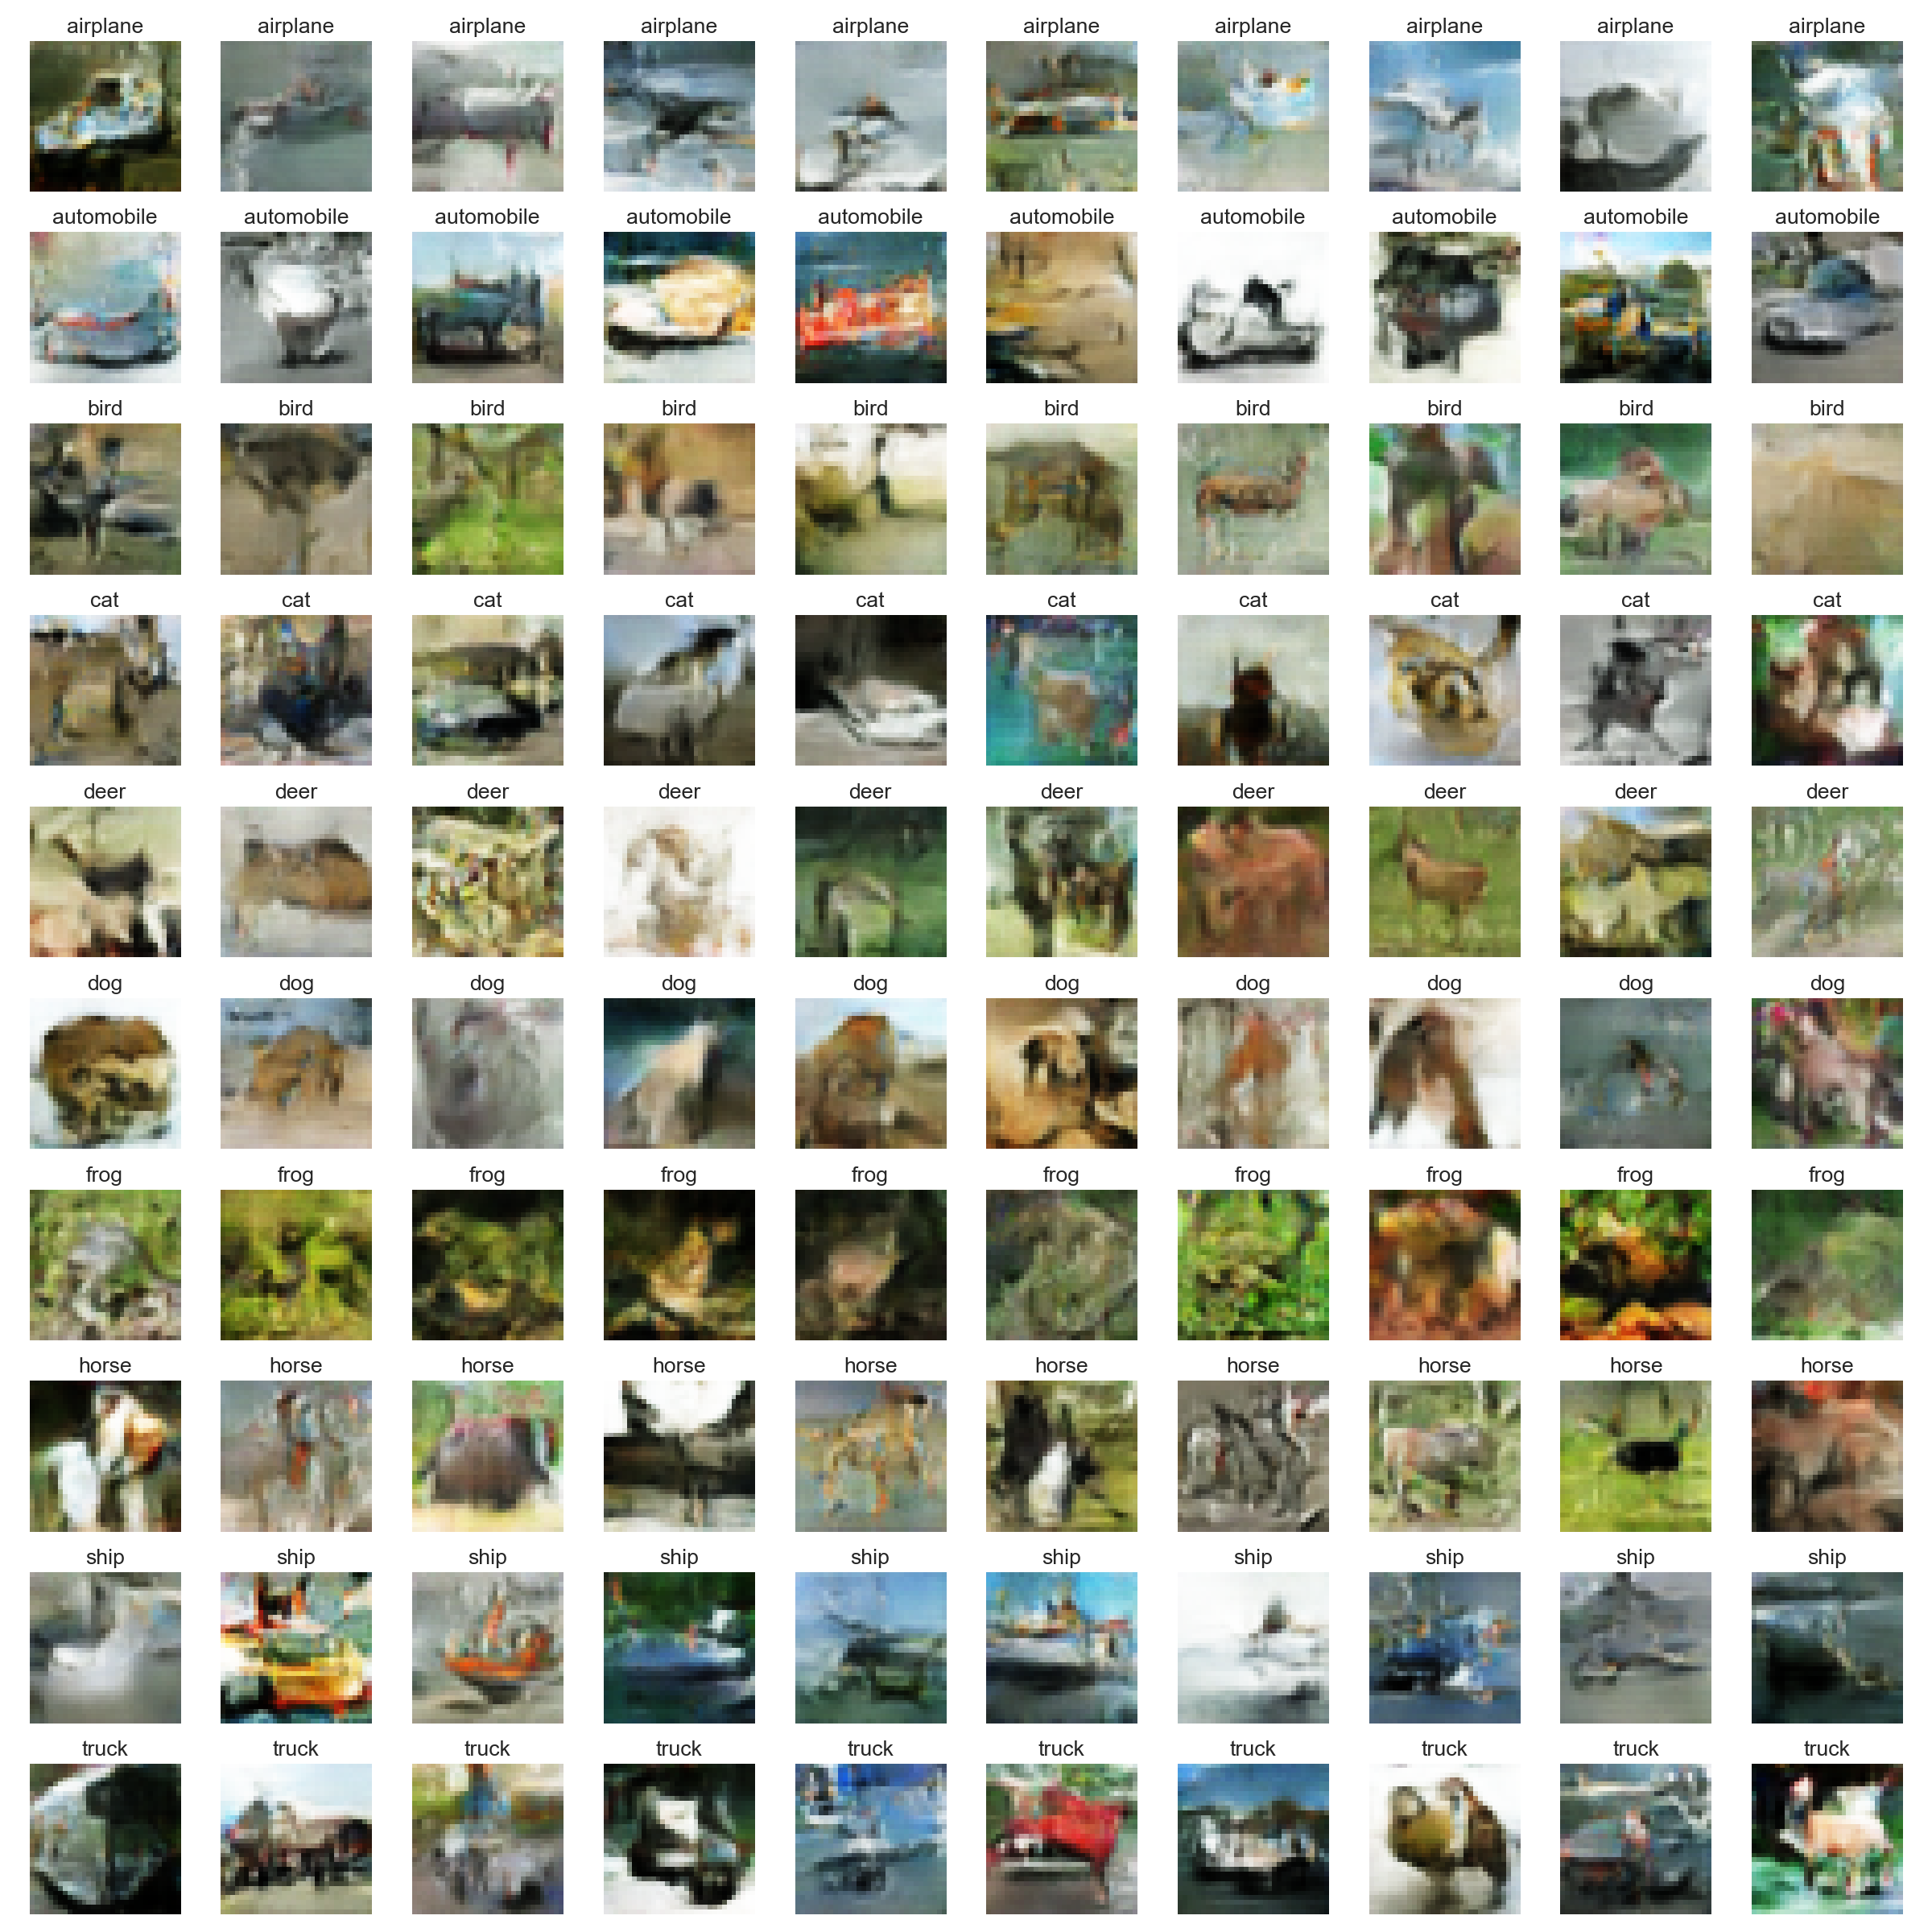 airplane airplane airplane airplane airplane airplane airplane airplane airplane airplane
automobile automobile automobile automobile automobile automobile automobile automobile automobile automobile
bird bird bird bird bird bird bird bird bird bird
cat cat cat cat cat cat cat cat cat cat
deer deer deer deer deer deer deer deer deer deer
dog dog dog dog dog dog dog dog dog dog
frog frog frog frog frog frog frog frog frog frog
horse horse horse horse horse horse horse horse horse horse
ship ship ship ship ship ship ship ship ship ship
truck truck truck truck truck truck truck truck truck truck